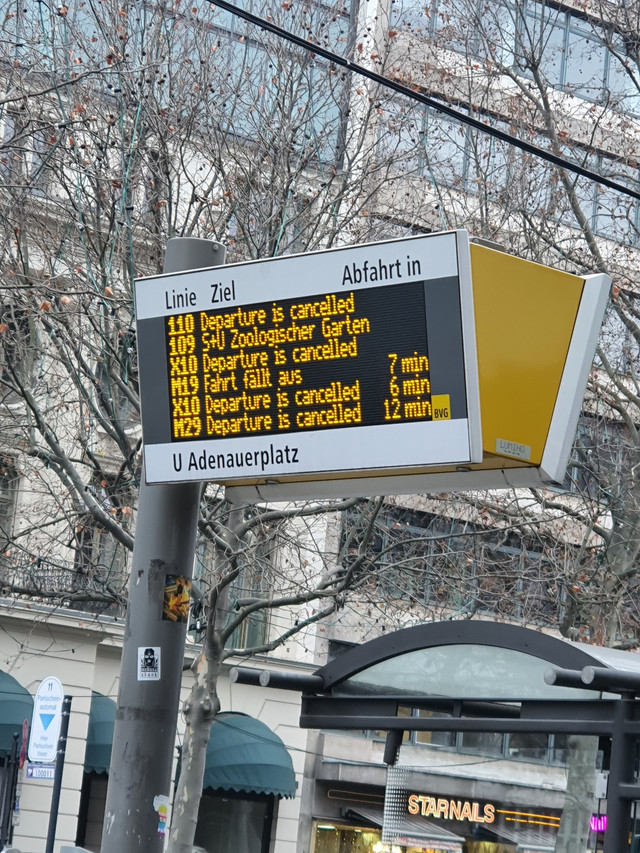 Linie Ziel Abfahrt in
110 Departure is cancelled
109 S+U Zoologischer Garten
X10 Departure is cancelled
M19 Fahrt fällt aus 7 min
X10 Departure is cancelled 6 min
M29 Departure is cancelled 12 min
BVG
U Adenauerplatz
STARNAILS